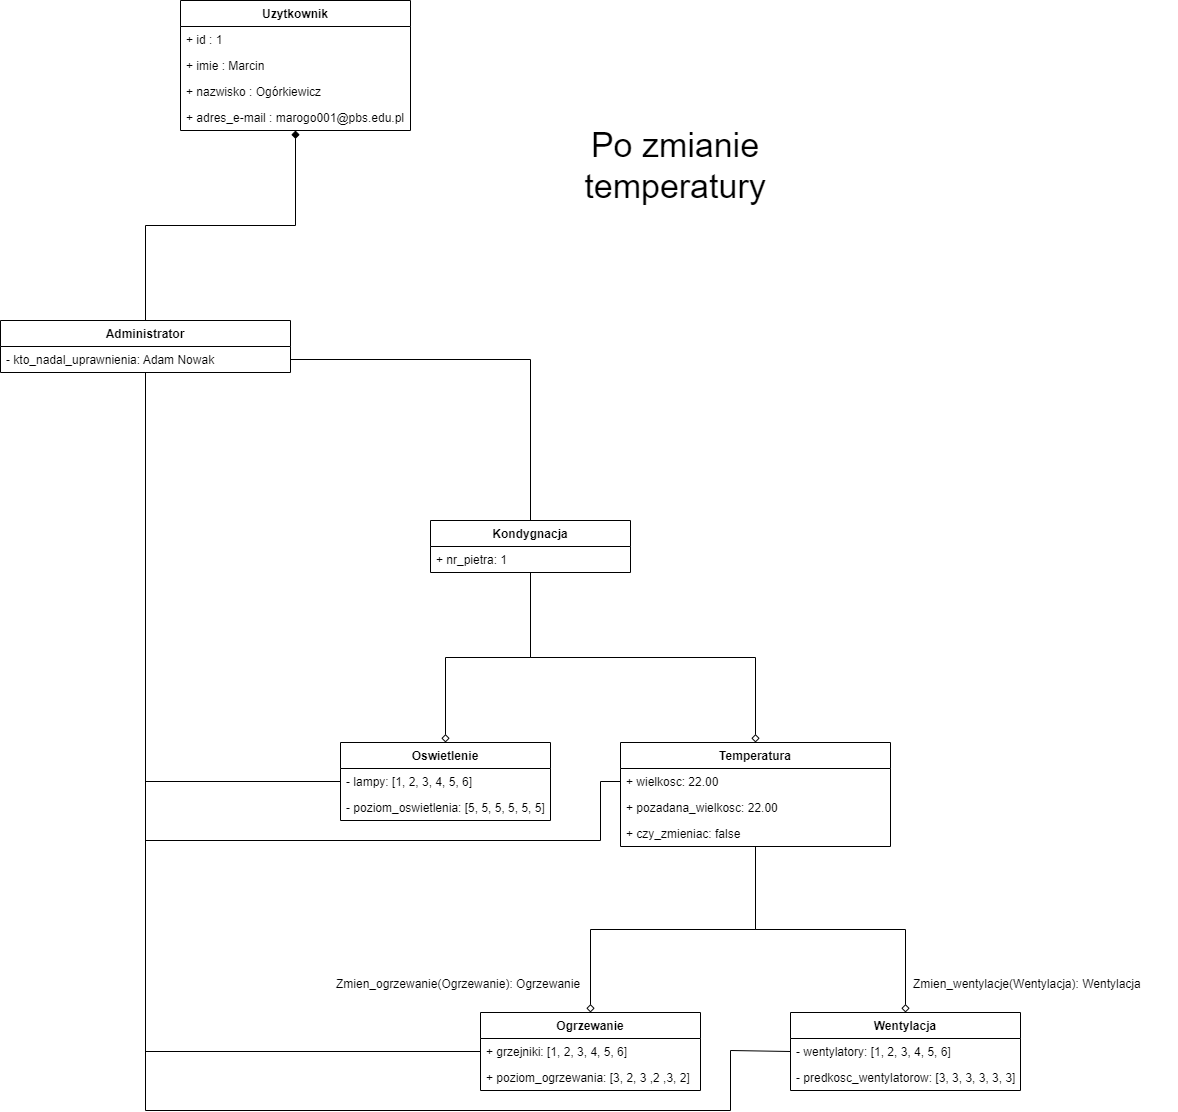 Uzytkownik
+ id : 1
+ imie : Marcin
+ nazwisko : Ogórkiewicz
+ adres_e-mail : marogo001@pbs.edu.pl
Po zmianie
temperatury
Administrator
- kto_nadal_uprawnienia: Adam Nowak
Kondygnacja
+ nr_pietra: 1
Oswietlenie
- lampy: [1, 2, 3, 4, 5, 6]
- poziom_oswietlenia: [5, 5, 5, 5, 5, 5]
Temperatura
+ wielkosc: 22.00
+ pozadana_wielkosc: 22.00
+ czy_zmieniac: false
Zmien_ogrzewanie(Ogrzewanie): Ogrzewanie
Zmien_wentylacje(Wentylacja): Wentylacja
Ogrzewanie
+ grzejniki: [1, 2, 3, 4, 5, 6]
+ poziom_ogrzewania: [3, 2, 3 ,2 ,3, 2]
Wentylacja
- wentylatory: [1, 2, 3, 4, 5, 6]
- predkosc_wentylatorow: [3, 3, 3, 3, 3, 3]